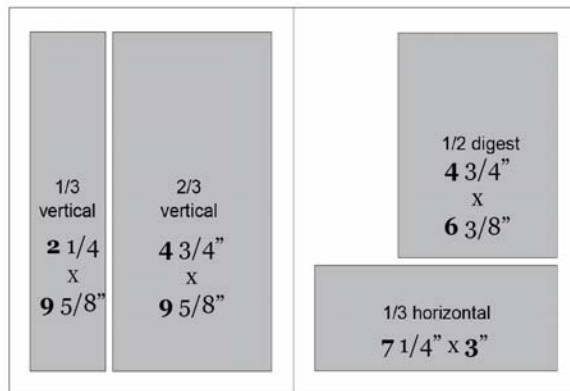 1/3
vertical
2 1/4
x
9 5/8”
2/3
vertical
4 3/4”
x
9 5/8”
1/2 digest
4 3/4”
x
6 3/8”
1/3 horizontal
7 1/4” x 3”